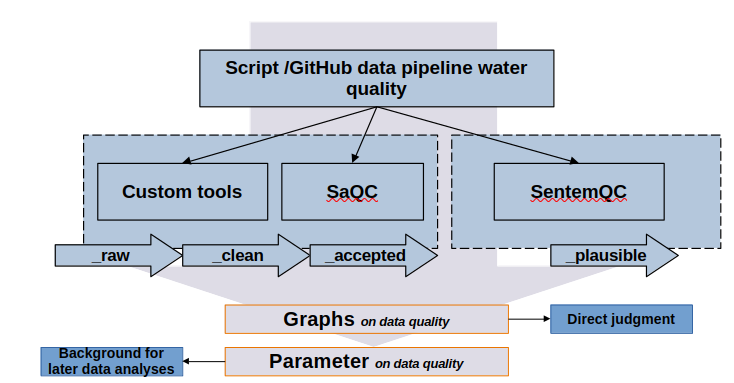 Script /GitHub data pipeline water
quality
Custom tools
SaQC
SentemQC
_raw
_clean
_accepted
_plausible
Graphs on data quality
Direct judgment
Background for
later data analyses
Parameter on data quality